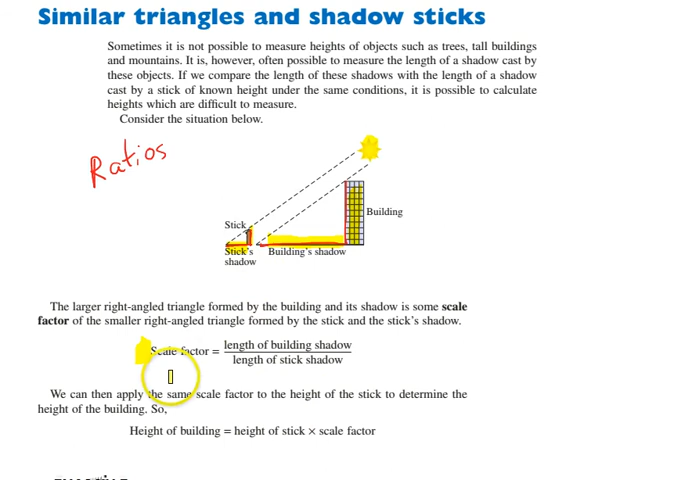 Similar triangles and shadow sticks
Sometimes it is not possible to measure heights of objects such as trees, tall buildings
and mountains. It is, however, often possible to measure the length of a shadow cast by
these objects. If we compare the length of these shadows with the length of a shadow
cast by a stick of known height under the same conditions, it is possible to calculate
heights which are difficult to measure.
Consider the situation below.
Ratios
Stick
Building
Stick's
shadow
Building's shadow
The larger right-angled triangle formed by the building and its shadow is some scale
factor of the smaller right-angled triangle formed by the stick and the stick's shadow.
Scale factor = length of building shadow
length of stick shadow
We can then apply the same scale factor to the height of the stick to determine the
height of the building. So,
Height of building = height of stick × scale factor